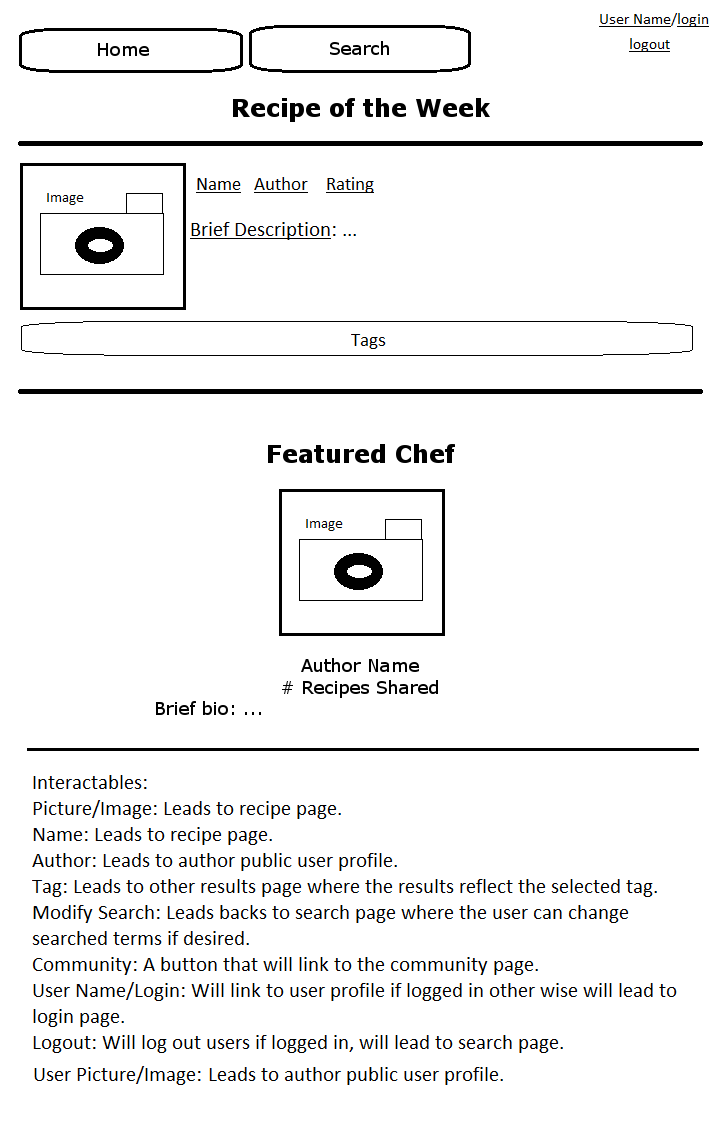 User Name/login
Home
Search
logout
Recipe of the Week
Image
Name Author Rating
Brief Description: ...
Tags
Featured Chef
Image
Author Name
# Recipes Shared
Brief bio: ...
Interactables:
Picture/Image: Leads to recipe page.
Name: Leads to recipe page.
Author: Leads to author public user profile.
Tag: Leads to other results page where the results reflect the selected tag.
Modify Search: Leads backs to search page where the user can change
searched terms if desired.
Community: A button that will link to the community page.
User Name/Login: Will link to user profile if logged in other wise will lead to
login page.
Logout: Will log out users if logged in, will lead to search page.
User Picture/Image: Leads to author public user profile.